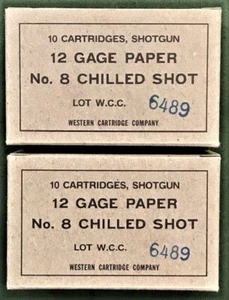 10 CARTRIDGES, SHOTGUN
12 GAGE PAPER
No. 8 CHILLED SHOT
LOT W.C.C. 6489
WESTERN CARTRIDGE COMPANY
10 CARTRIDGES, SHOTGUN
12 GAGE PAPER
No. 8 CHILLED SHOT
LOT W.C.C. 6489
WESTERN CARTRIDGE COMPANY